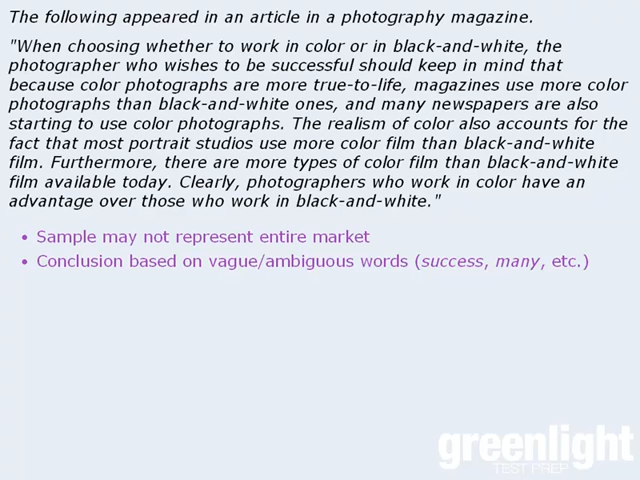 The following appeared in an article in a photography magazine.
"When choosing whether to work in color or in black-and-white, the
photographer who wishes to be successful should keep in mind that
because color photographs are more true-to-life, magazines use more color
photographs than black-and-white ones, and many newspapers are also
starting to use color photographs. The realism of color also accounts for the
fact that most portrait studios use more color film than black-and-white
film. Furthermore, there are more types of color film than black-and-white
film available today. Clearly, photographers who work in color have an
advantage over those who work in black-and-white."
• Sample may not represent entire market
• Conclusion based on vague/ambiguous words (success, many, etc.)
greenlight
TEST PREP